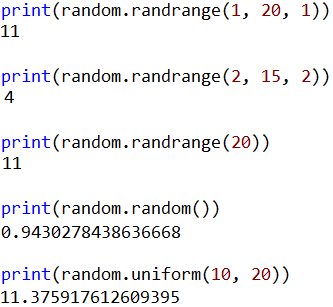 print(random.randrange(1, 20, 1))
11
print(random.randrange(2, 15, 2))
4
print(random.randrange(20))
11
print(random.random())
0.9430278438636668
print(random.uniform(10, 20))
11.375917612609395